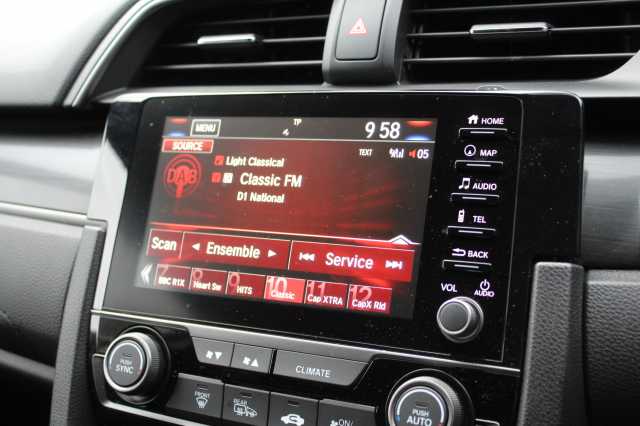 TP
MENU
9 58
SOURCE
TEXT 05
DAB
Light Classical
Classic FM
D1 National
Scan
Ensemble
Service
7 8 9 10 11 12
BBC R1X Heart Sw HITS Classic CapXTRA CapX Rld
HOME
MAP
AUDIO
TEL
BACK
VOL
AUDIO
PUSH
SYNC
CLIMATE
FRONT
REAR
ON/
PUSH
AUTO